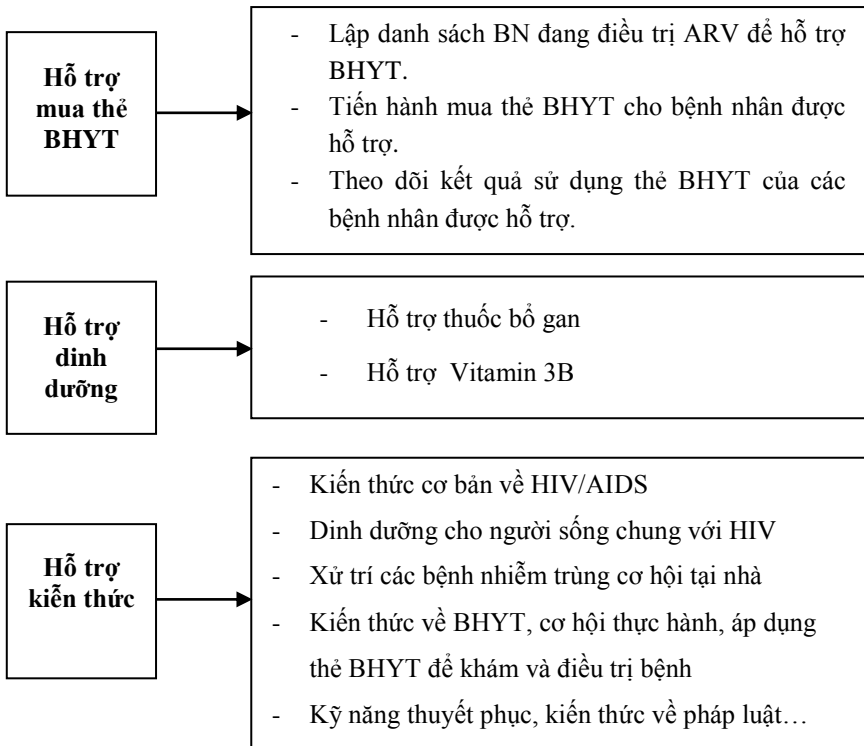 Hỗ trợ
mua thẻ
BHYT
- Lập danh sách BN đang điều trị ARV để hỗ trợ
BHYT.
- Tiến hành mua thẻ BHYT cho bệnh nhân được
hỗ trợ.
- Theo dõi kết quả sử dụng thẻ BHYT của các
bệnh nhân được hỗ trợ.
Hỗ trợ
dinh
dưỡng
- Hỗ trợ thuốc bổ gan
- Hỗ trợ Vitamin 3B
Hỗ trợ
kiễn thức
- Kiến thức cơ bản về HIV/AIDS
- Dinh dưỡng cho người sống chung với HIV
- Xử trí các bệnh nhiễm trùng cơ hội tại nhà
- Kiến thức về BHYT, cơ hội thực hành, áp dụng
thẻ BHYT để khám và điều trị bệnh
- Kỹ năng thuyết phục, kiến thức về pháp luật…